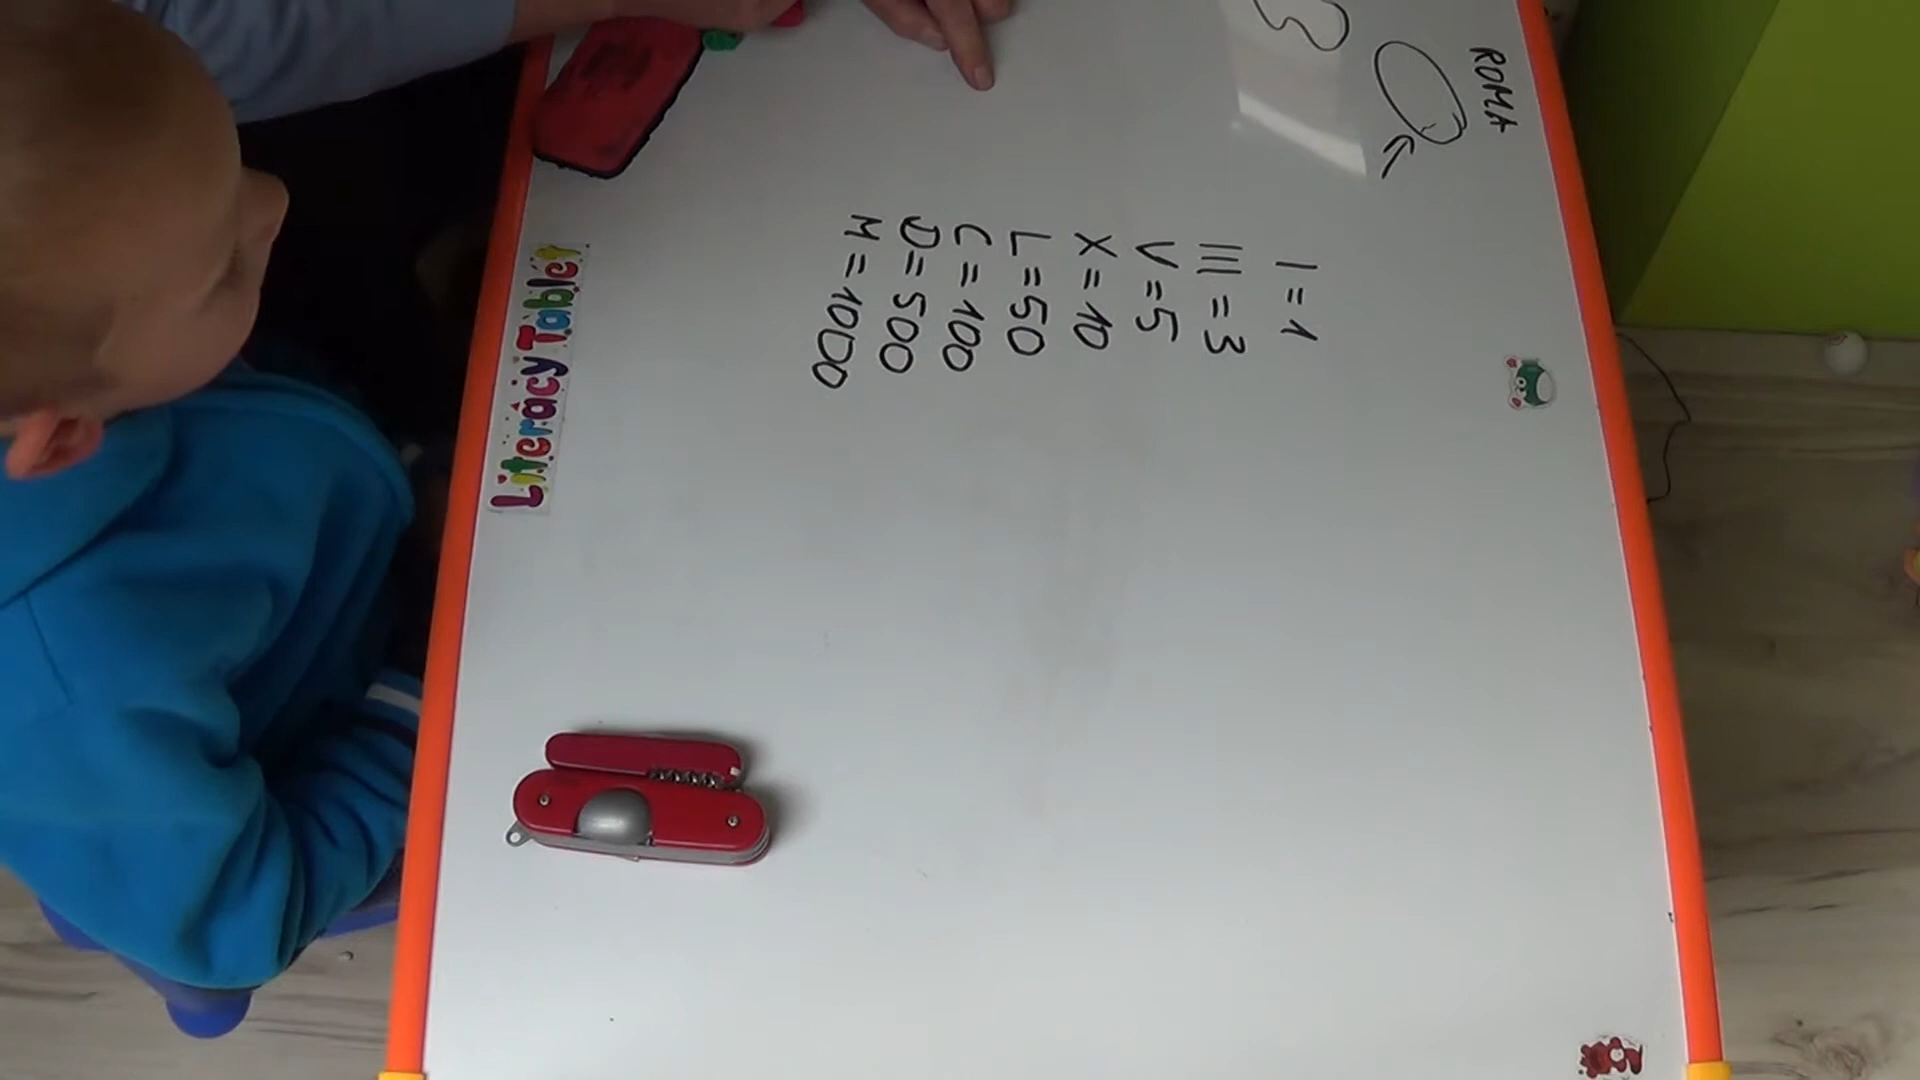 ROMA
I = 1
III = 3
V = 5
X = 10
L = 50
C = 100
D = 500
M = 1000
Literacy Table